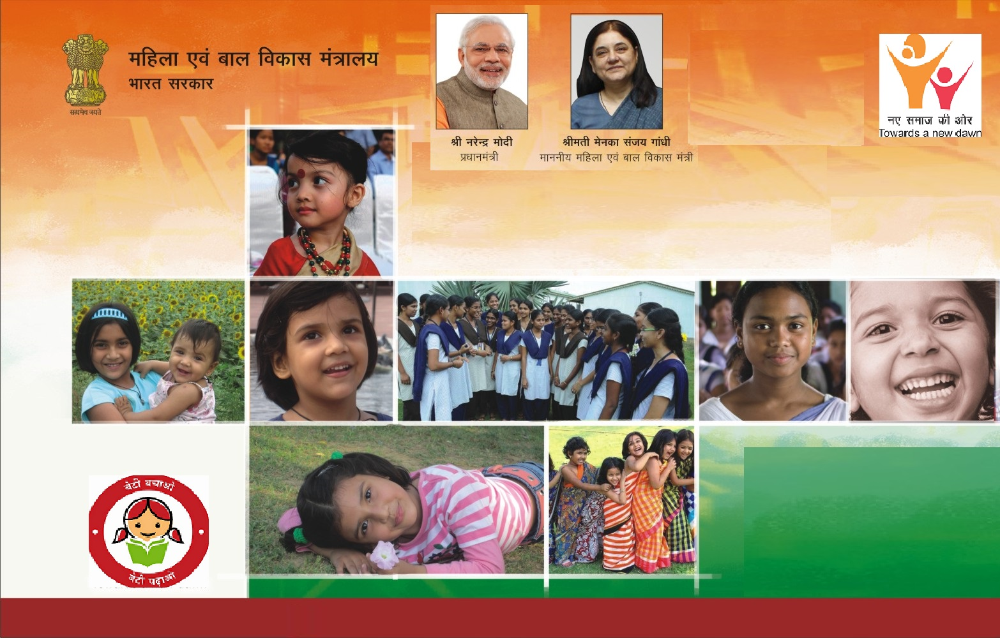 महिला एवं बाल विकास मंत्रालय
भारत सरकार
सत्यमेव जयते
श्री नरेन्द्र मोदी
प्रधानमंत्री
श्रीमती मेनका संजय गांधी
माननीय महिला एवं बाल विकास मंत्री
नए समाज की ओर
Towards a new dawn
बेटी बचाओ
बेटी पढ़ाओ